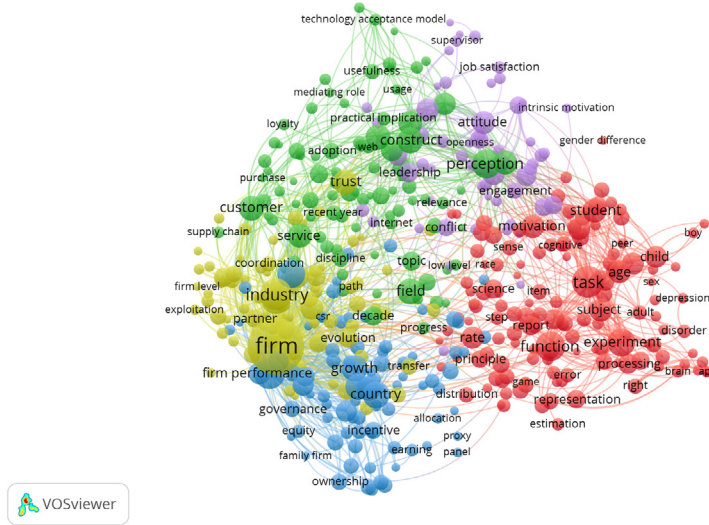 technology acceptance model
supervisor
job satisfaction
usefulness
usage
mediating role
intrinsic motivation
practical implication
attitude
loyalty
construct
openness
gender difference
adoption
web
perception
leadership
purchase
trust
engagement
customer
recent year
relevance
student
supply chain
service
internet
conflict
motivation
peer
boy
coordination
discipline
topic
low level
race
sense
cognitive
child
firm level
industry
path
field
science
item
task
age
sex
depression
exploitation
partner
csr
decade
step
report
subject
adult
firm
evolution
progress
rate
function
experiment
disorder
firm performance
growth
transfer
principle
error
processing
brain
country
distribution
game
representation
right
governance
allocation
estimation
equity
incentive
proxy
family firm
earning
panel
ownership
VOSviewer